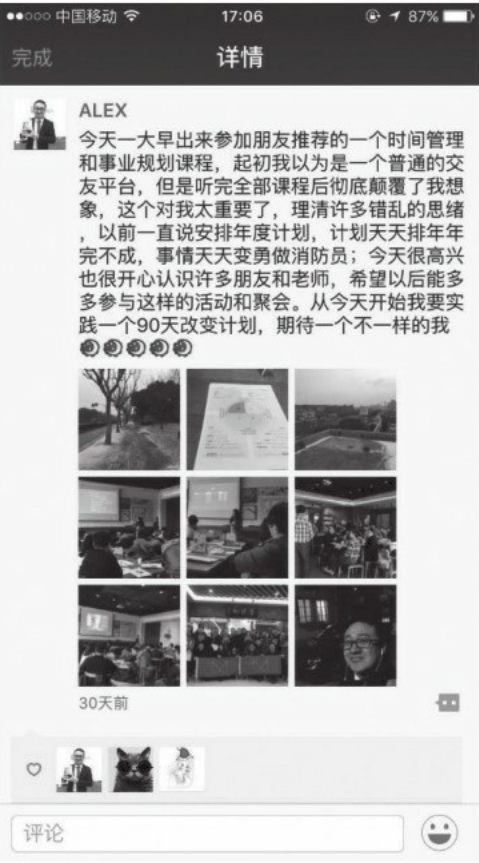 中国移动 17:06 87%
完成 详情
ALEX
今天一大早出来参加朋友推荐的一个时间管理
和事业规划课程，起初我以为是一个普通的交
友平台，但是听完全部课程后彻底颠覆了我想
象，这个对我太重要了，理清许多错乱的思绪
，以前一直说安排年度计划，计划天天排年年
完不成，事情天天变勇做消防员；今天很高兴
也很开心认识许多朋友和老师，希望以后能多
多参与这样的活动和聚会。从今天开始我要实
践一个90天改变计划，期待一个不一样的我
30天前
评论